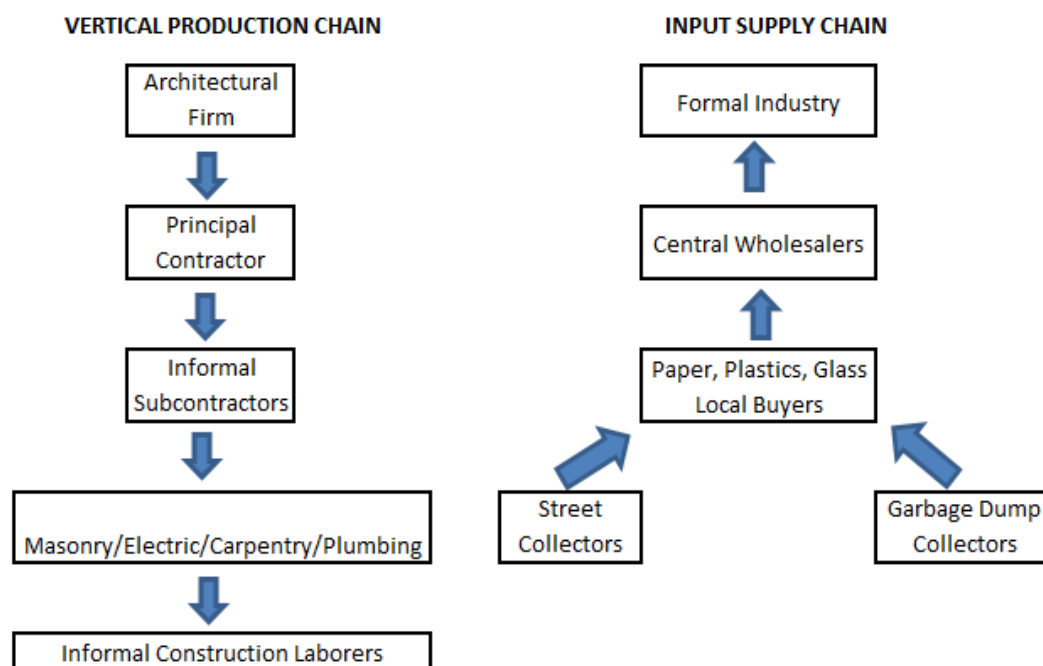 VERTICAL PRODUCTION CHAIN
Architectural
Firm
Principal
Contractor
Informal
Subcontractors
Masonry/Electric/Carpentry/Plumbing
Informal Construction Laborers
INPUT SUPPLY CHAIN
Formal Industry
Central Wholesalers
Paper, Plastics, Glass
Local Buyers
Street
Collectors
Garbage Dump
Collectors